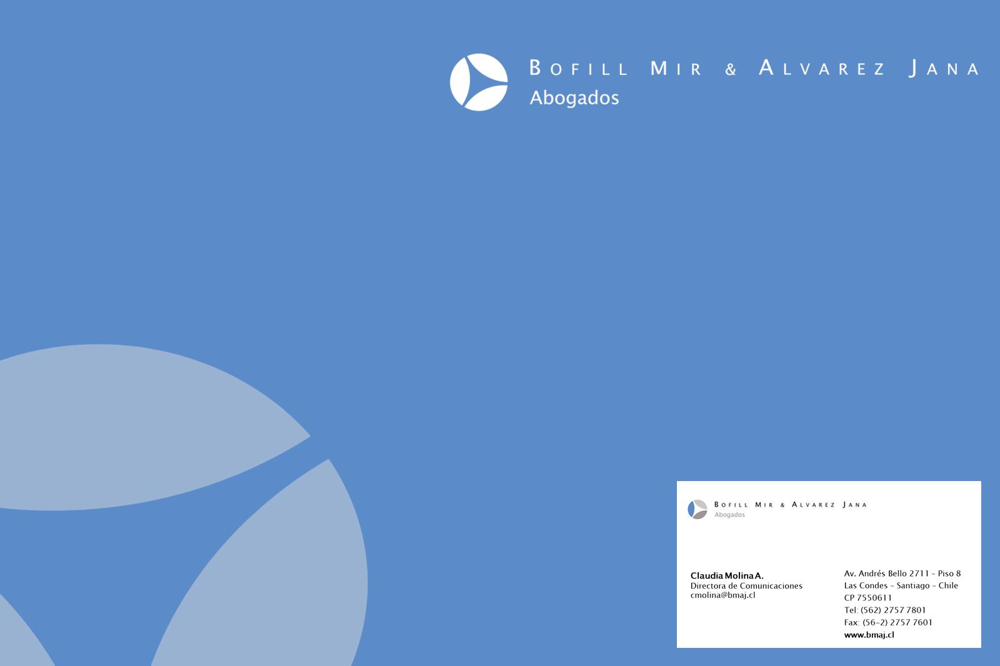 BOFILL MIR & ALVAREZ JANA
Abogados
BOFILL MIR & ALVAREZ JANA
Abogados
Claudia Molina A.
Directora de Comunicaciones
cmolina@bmaj.cl
Av. Andrés Bello 2711 - Piso 8
Las Condes - Santiago - Chile
CP 7550611
Tel: (562) 2757 7801
Fax: (56-2) 2757 7601
www.bmaj.cl